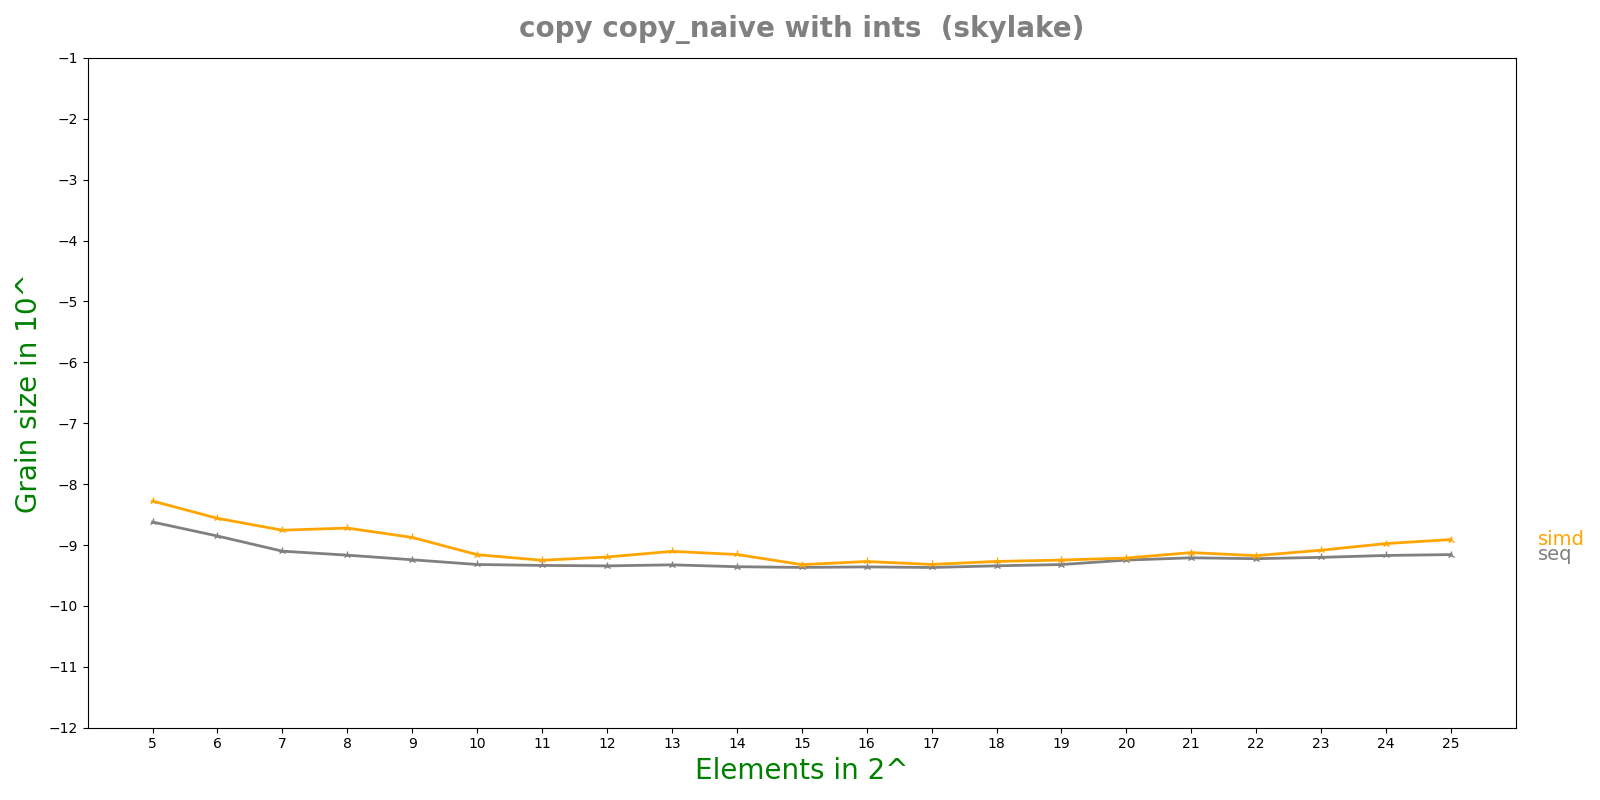 copy copy_naive with ints  (skylake)
Grain size in 10^
−1
−2
−3
−4
−5
−6
−7
−8
−9
−10
−11
−12
simd
seq
5 6 7 8 9 10 11 12 13 14 15 16 17 18 19 20 21 22 23 24 25
Elements in 2^